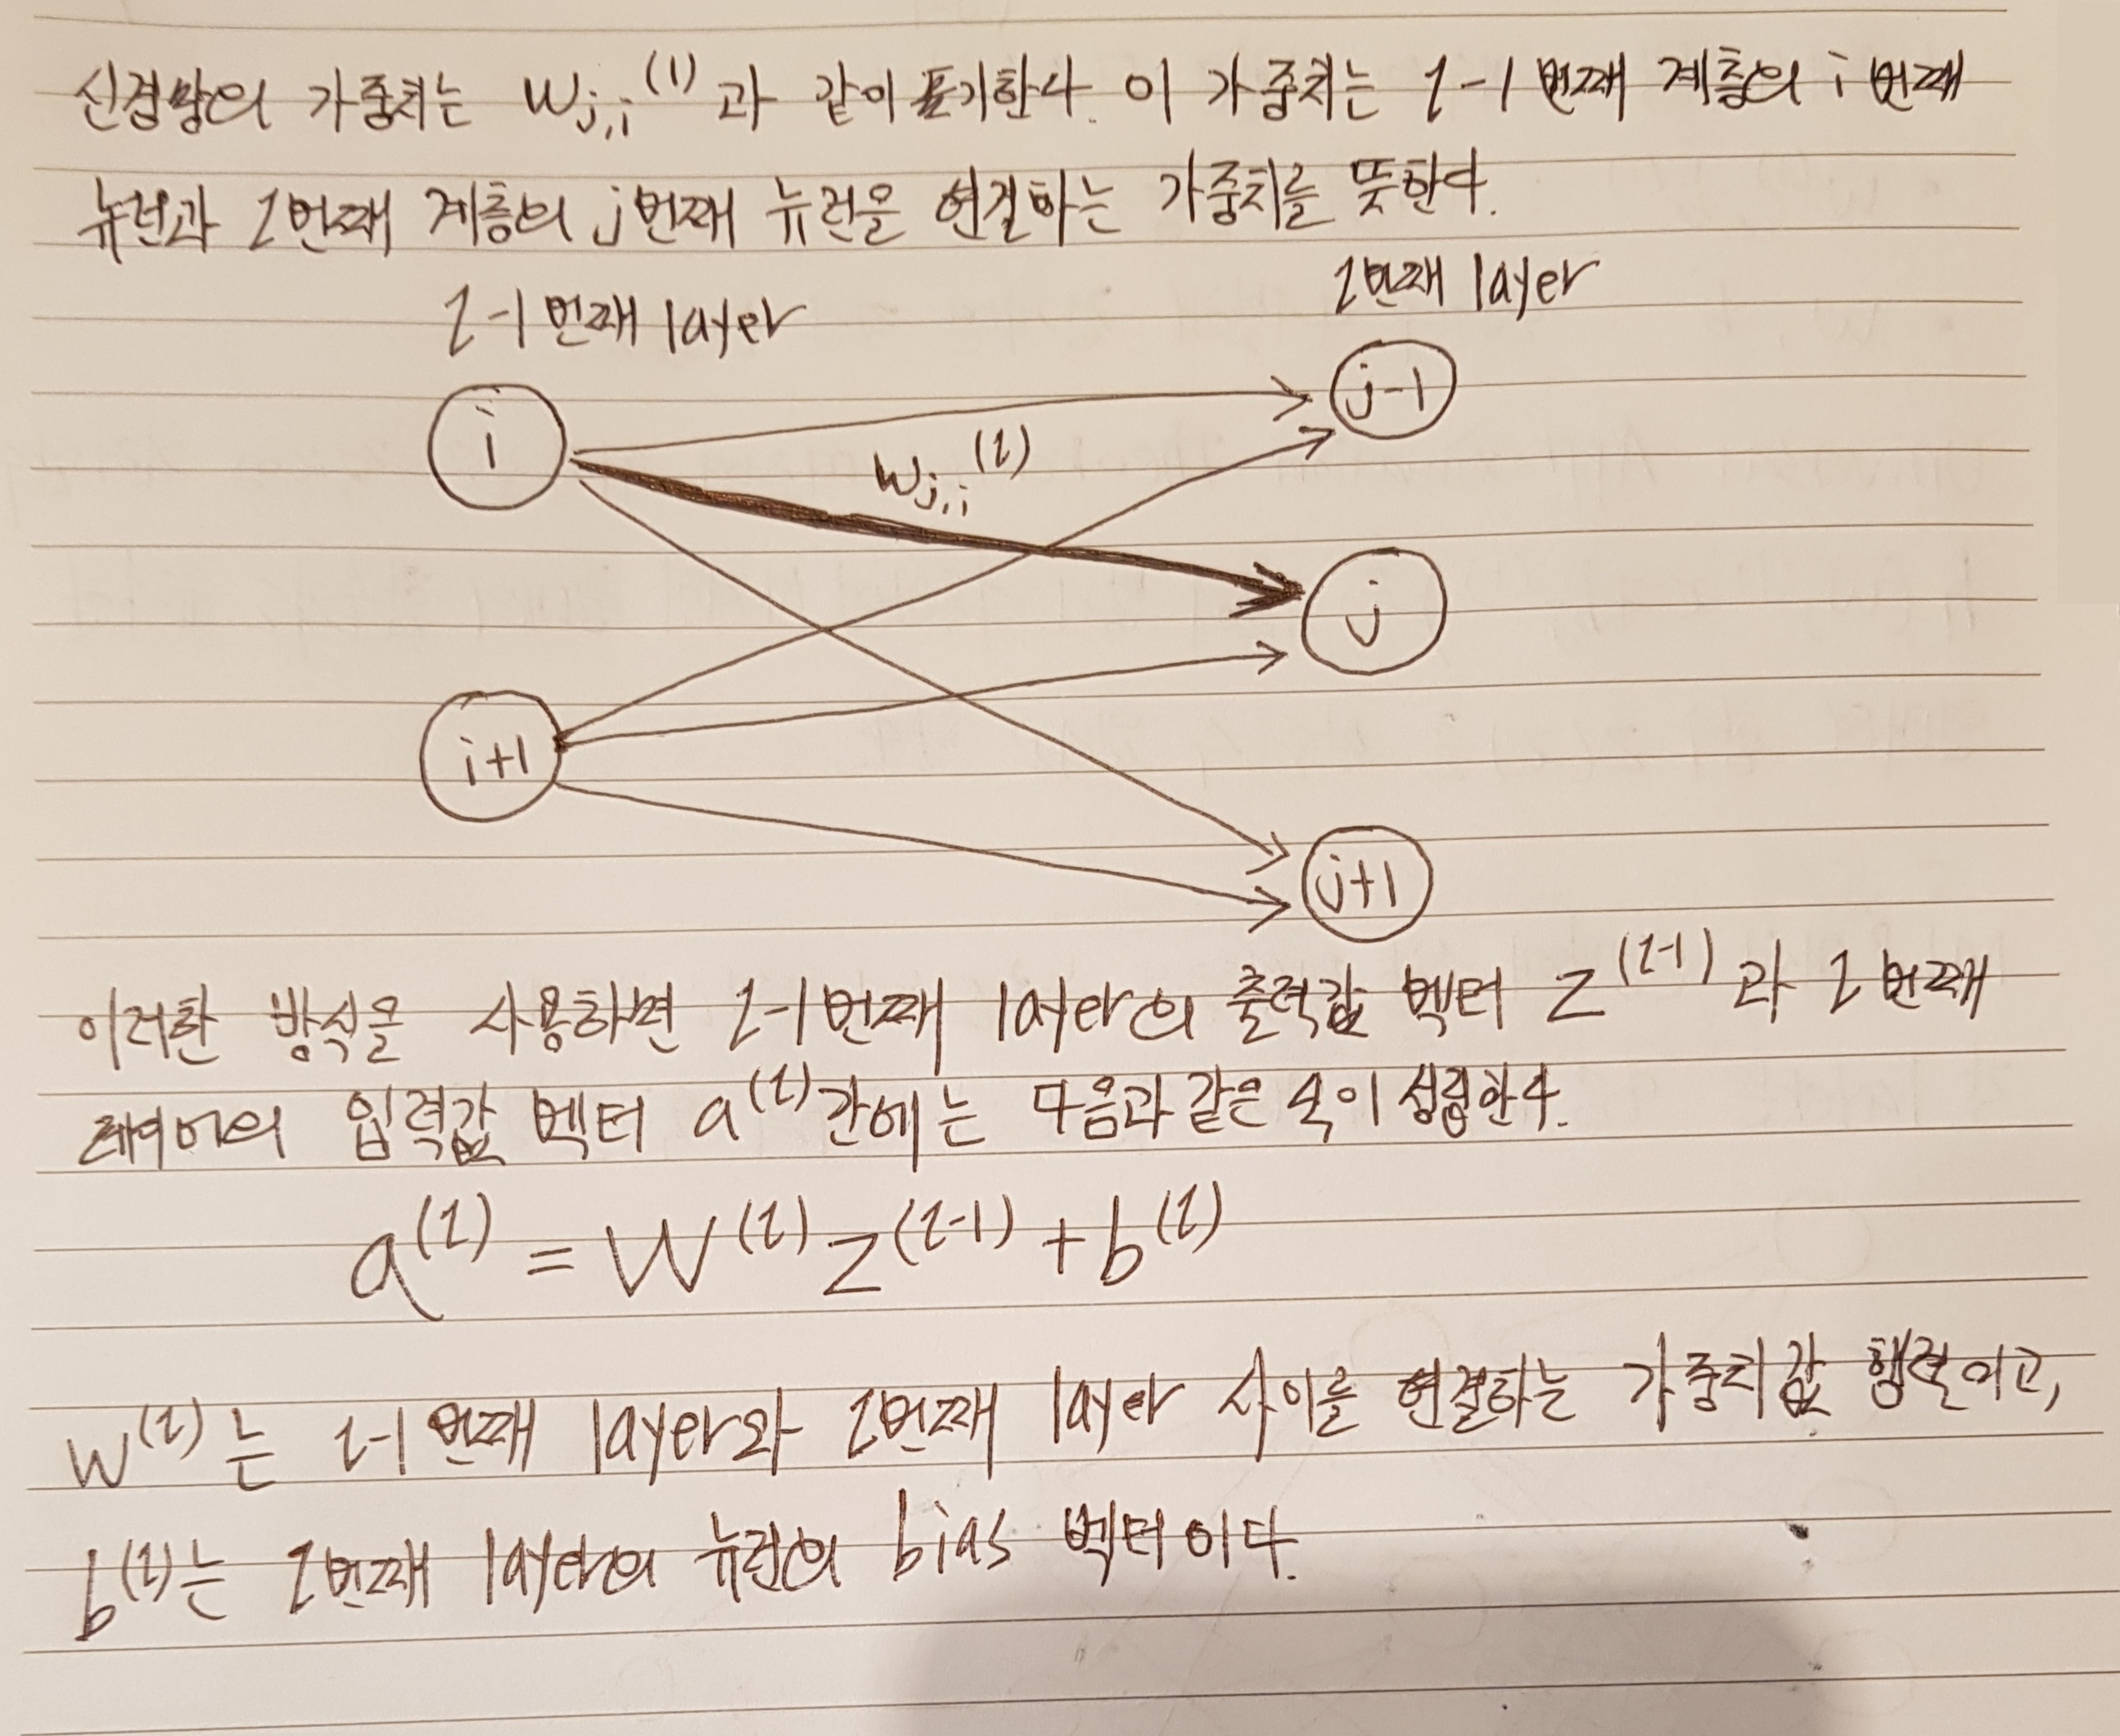 신경망의 가중치는 w_{j,i}^{(l)}과 같이 표기한다. 이 가중치는 l-1 번째 계층의 i 번째
뉴런과 l번째 계층의 j번째 뉴런을 연결하는 가중치를 뜻한다.
l-1 번째 layer
l번째 layer
i
j-1
w_{j,i}^{(l)}
j
i+1
j+1
이러한 방식을 사용하면 l-1번째 layer의 출력값 벡터 z^{(l-1)}과 l 번째
레이어의 입력값 벡터 a^{(l)}간에는 다음과 같은 식이 성립한다.
a^{(l)} = W^{(l)} z^{(l-1)} + b^{(l)}
W^{(l)}는 l-1 번째 layer와 l번째 layer 사이를 연결하는 가중치값 행렬이고,
b^{(l)}는 l번째 layer의 뉴런의 bias 벡터이다.